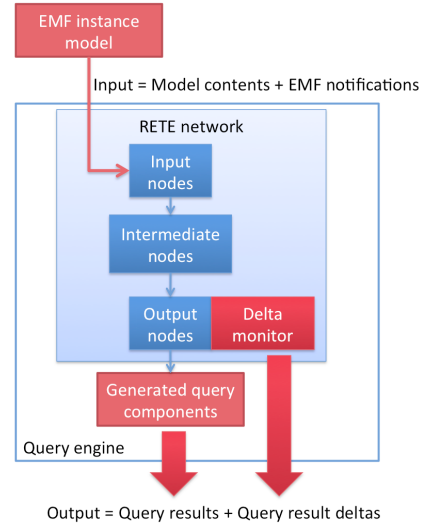 EMF instance
model
Input = Model contents + EMF notifications
RETE network
Input
nodes
Intermediate
nodes
Output
nodes
Delta
monitor
Generated query
components
Query engine
Output = Query results + Query result deltas